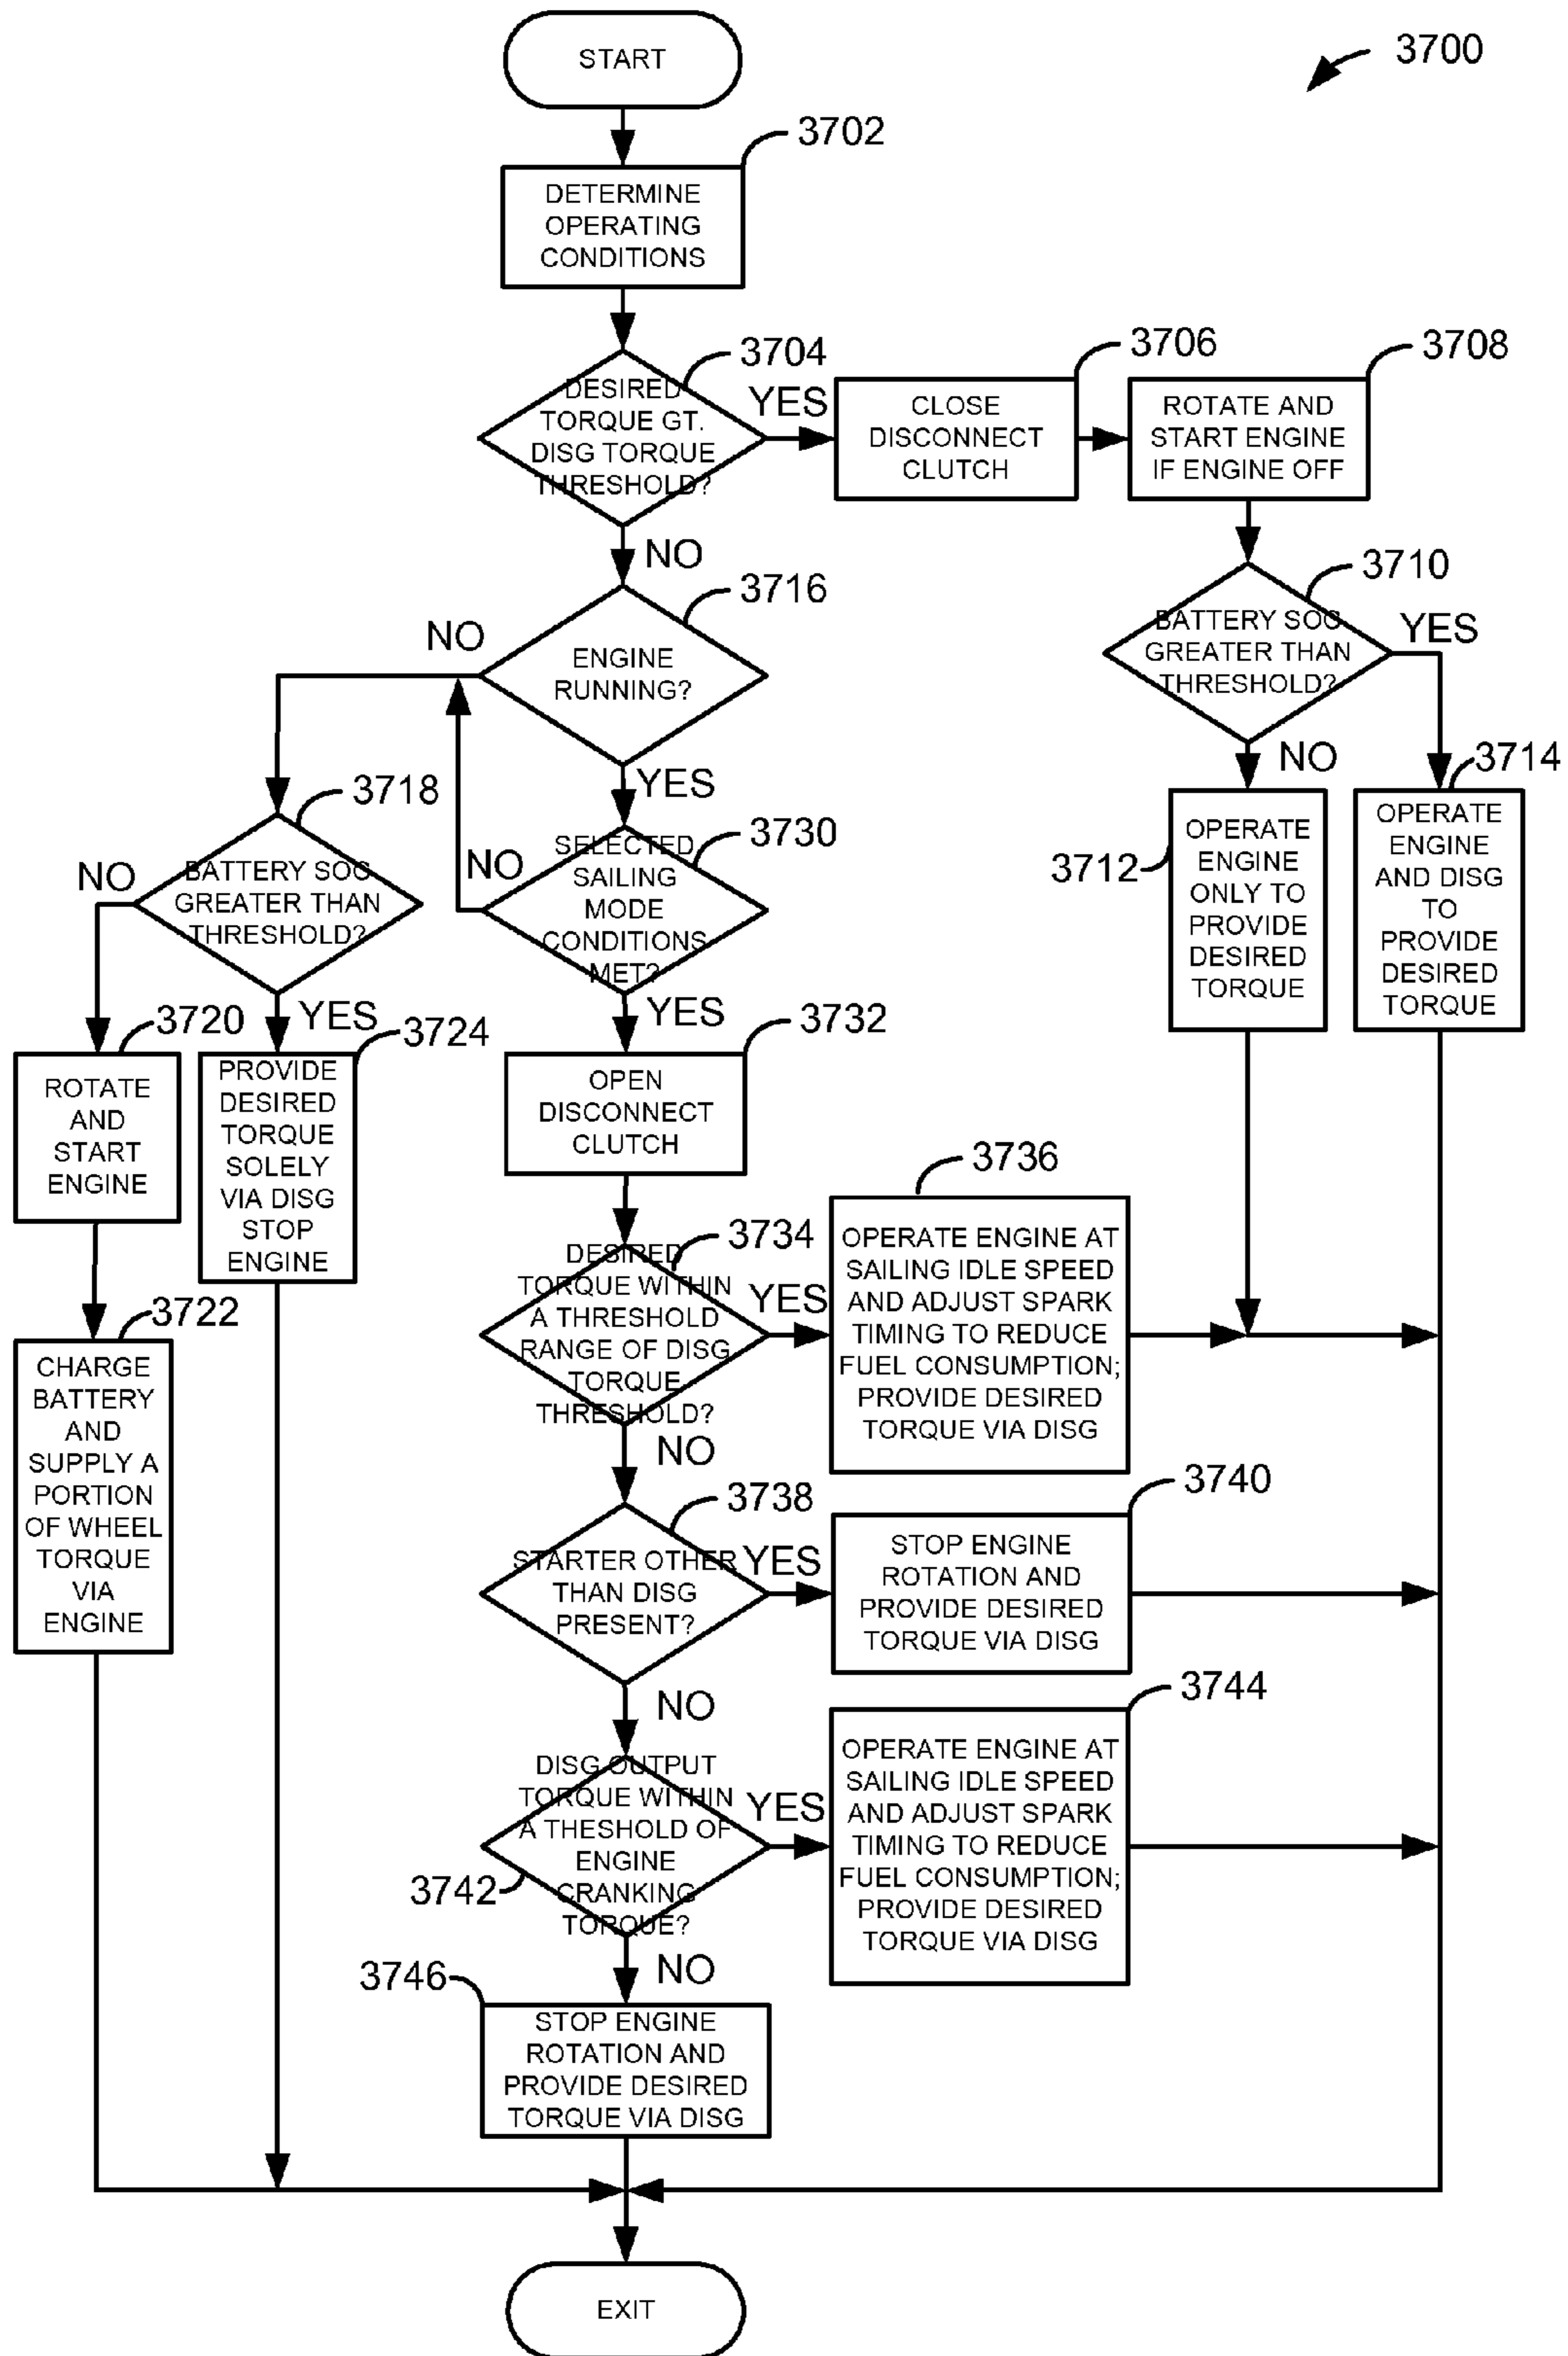 START
3700
3702
DETERMINE
OPERATING
CONDITIONS
3704
DESIRED
TORQUE GT.
DISG TORQUE
THRESHOLD?
YES
3706
CLOSE
DISCONNECT
CLUTCH
3708
ROTATE AND
START ENGINE
IF ENGINE OFF
NO
3710
BATTERY SOC
GREATER THAN
THRESHOLD?
YES
NO
3716
ENGINE
RUNNING?
NO
YES
3712
OPERATE
ENGINE
ONLY TO
PROVIDE
DESIRED
TORQUE
3714
OPERATE
ENGINE
AND DISG
TO
PROVIDE
DESIRED
TORQUE
3718
BATTERY SOC
GREATER THAN
THRESHOLD?
NO
YES
3730
SELECTED
SAILING
MODE
CONDITIONS
MET?
NO
YES
3720
ROTATE
AND
START
ENGINE
3724
PROVIDE
DESIRED
TORQUE
SOLELY
VIA DISG
STOP
ENGINE
3732
OPEN
DISCONNECT
CLUTCH
3722
CHARGE
BATTERY
AND
SUPPLY A
PORTION
OF WHEEL
TORQUE
VIA
ENGINE
3734
DESIRED
TORQUE WITHIN
A THRESHOLD
RANGE OF DISG
TORQUE
THRESHOLD?
YES
3736
OPERATE ENGINE AT
SAILING IDLE SPEED
AND ADJUST SPARK
TIMING TO REDUCE
FUEL CONSUMPTION;
PROVIDE DESIRED
TORQUE VIA DISG
NO
3738
STARTER OTHER
THAN DISG
PRESENT?
YES
3740
STOP ENGINE
ROTATION AND
PROVIDE DESIRED
TORQUE VIA DISG
NO
3742
DISG OUTPUT
TORQUE WITHIN
A THESHOLD OF
ENGINE
CRANKING
TORQUE?
YES
3744
OPERATE ENGINE AT
SAILING IDLE SPEED
AND ADJUST SPARK
TIMING TO REDUCE
FUEL CONSUMPTION;
PROVIDE DESIRED
TORQUE VIA DISG
NO
3746
STOP ENGINE
ROTATION AND
PROVIDE DESIRED
TORQUE VIA DISG
EXIT